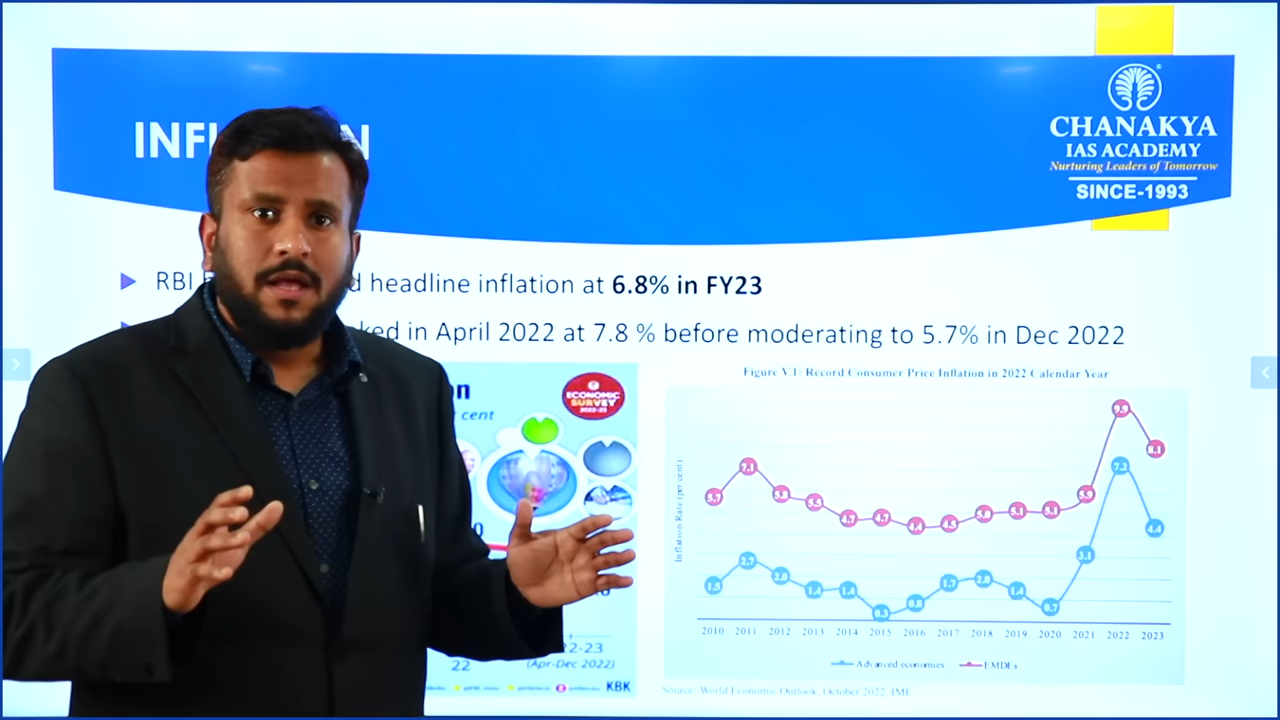 CHANAKYA
IAS ACADEMY
Nurturing Leaders of Tomorrow
SINCE-1993
INF N
RBI d headline inflation at 6.8% in FY23
ked in April 2022 at 7.8 % before moderating to 5.7% in Dec 2022
on
cent
ECONOMIC
SURVEY
2022-23
2-23
22
(Apr-Dec 2022)
KBK
Figure V.1: Record Consumer Price Inflation in 2022 Calendar Year
Inflation Rate (per cent)
5.7 7.1 5.8 5.5 4.7 4.7 4.4 4.5 5.0 5.1 5.1 5.9 9.9 8.1
1.5 2.7 2.0 1.4 1.4 0.3 0.8 1.7 2.0 1.4 0.7 3.1 7.2 4.4
2010 2011 2012 2013 2014 2015 2016 2017 2018 2019 2020 2021 2022 2023
Advanced economies EMDEs
Source: World Economic Outlook, October 2022, IMF